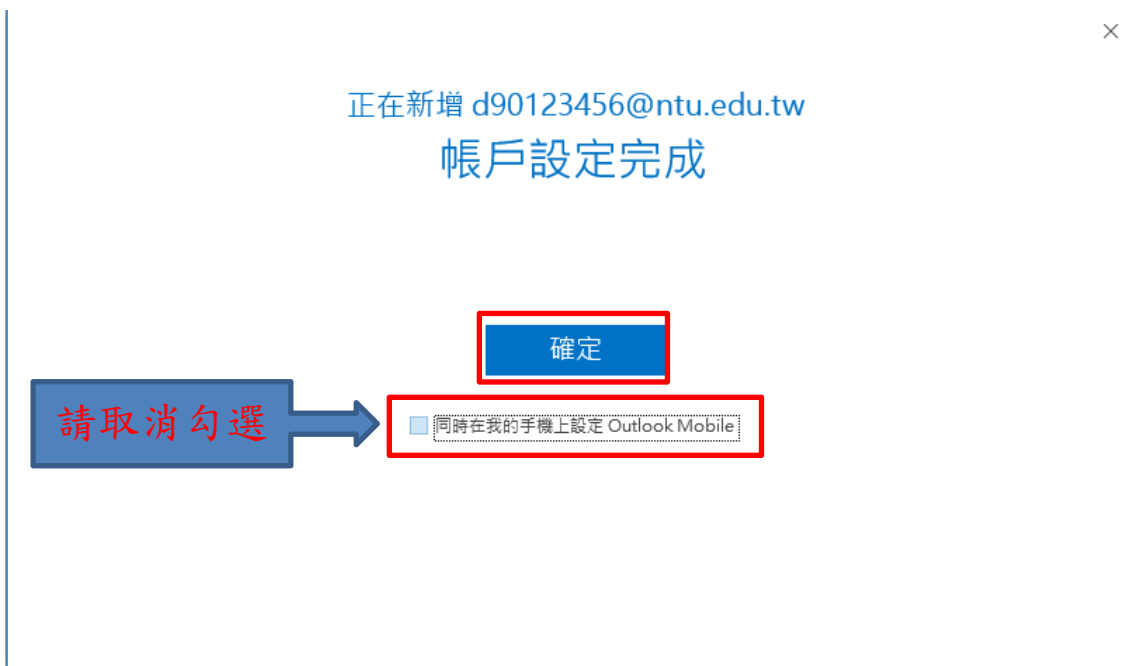 正在新增 d90123456@ntu.edu.tw
帳戶設定完成
確定
請取消勾選
同時在我的手機上設定 Outlook Mobile